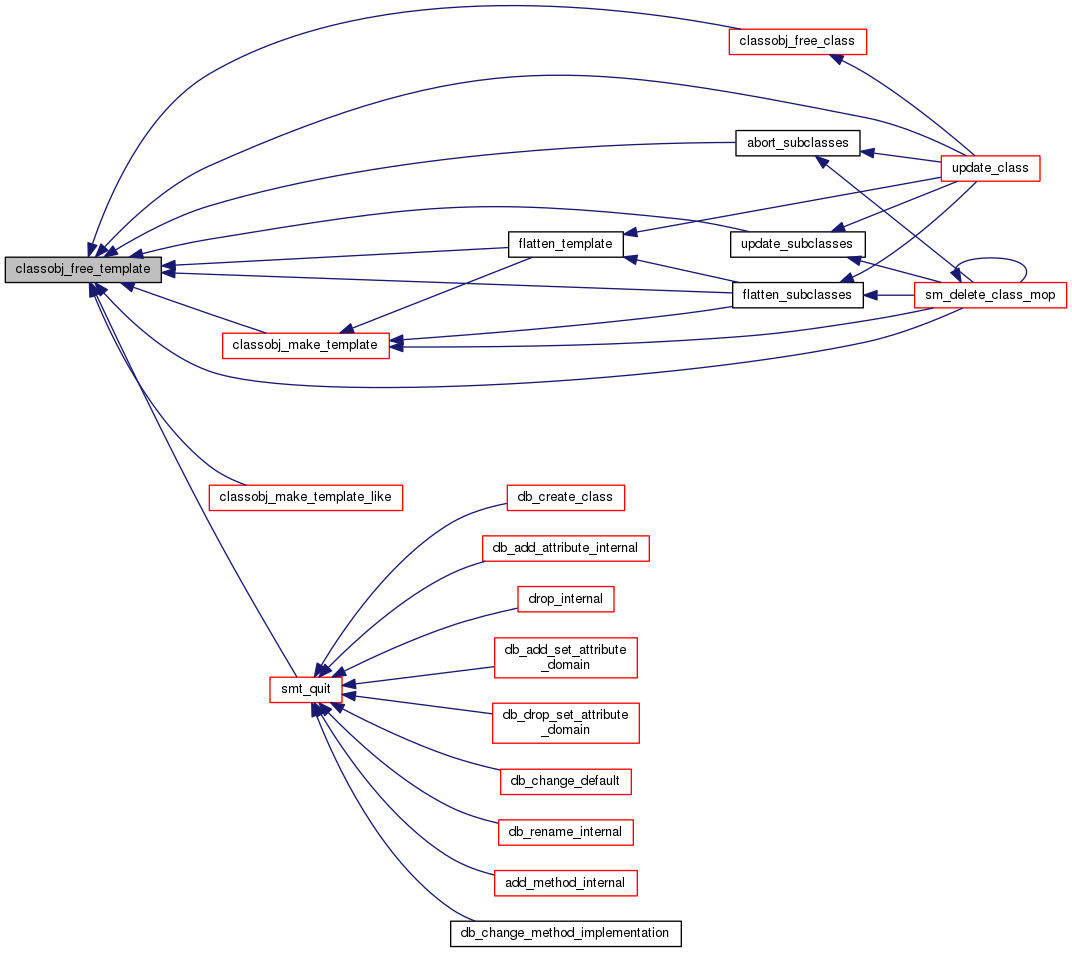 classobj_free_class
abort_subclasses
update_class
flatten_template
update_subclasses
classobj_free_template
flatten_subclasses
sm_delete_class_mop
classobj_make_template
classobj_make_template_like
db_create_class
db_add_attribute_internal
drop_internal
db_add_set_attribute
_domain
smt_quit
db_drop_set_attribute
_domain
db_change_default
db_rename_internal
add_method_internal
db_change_method_implementation